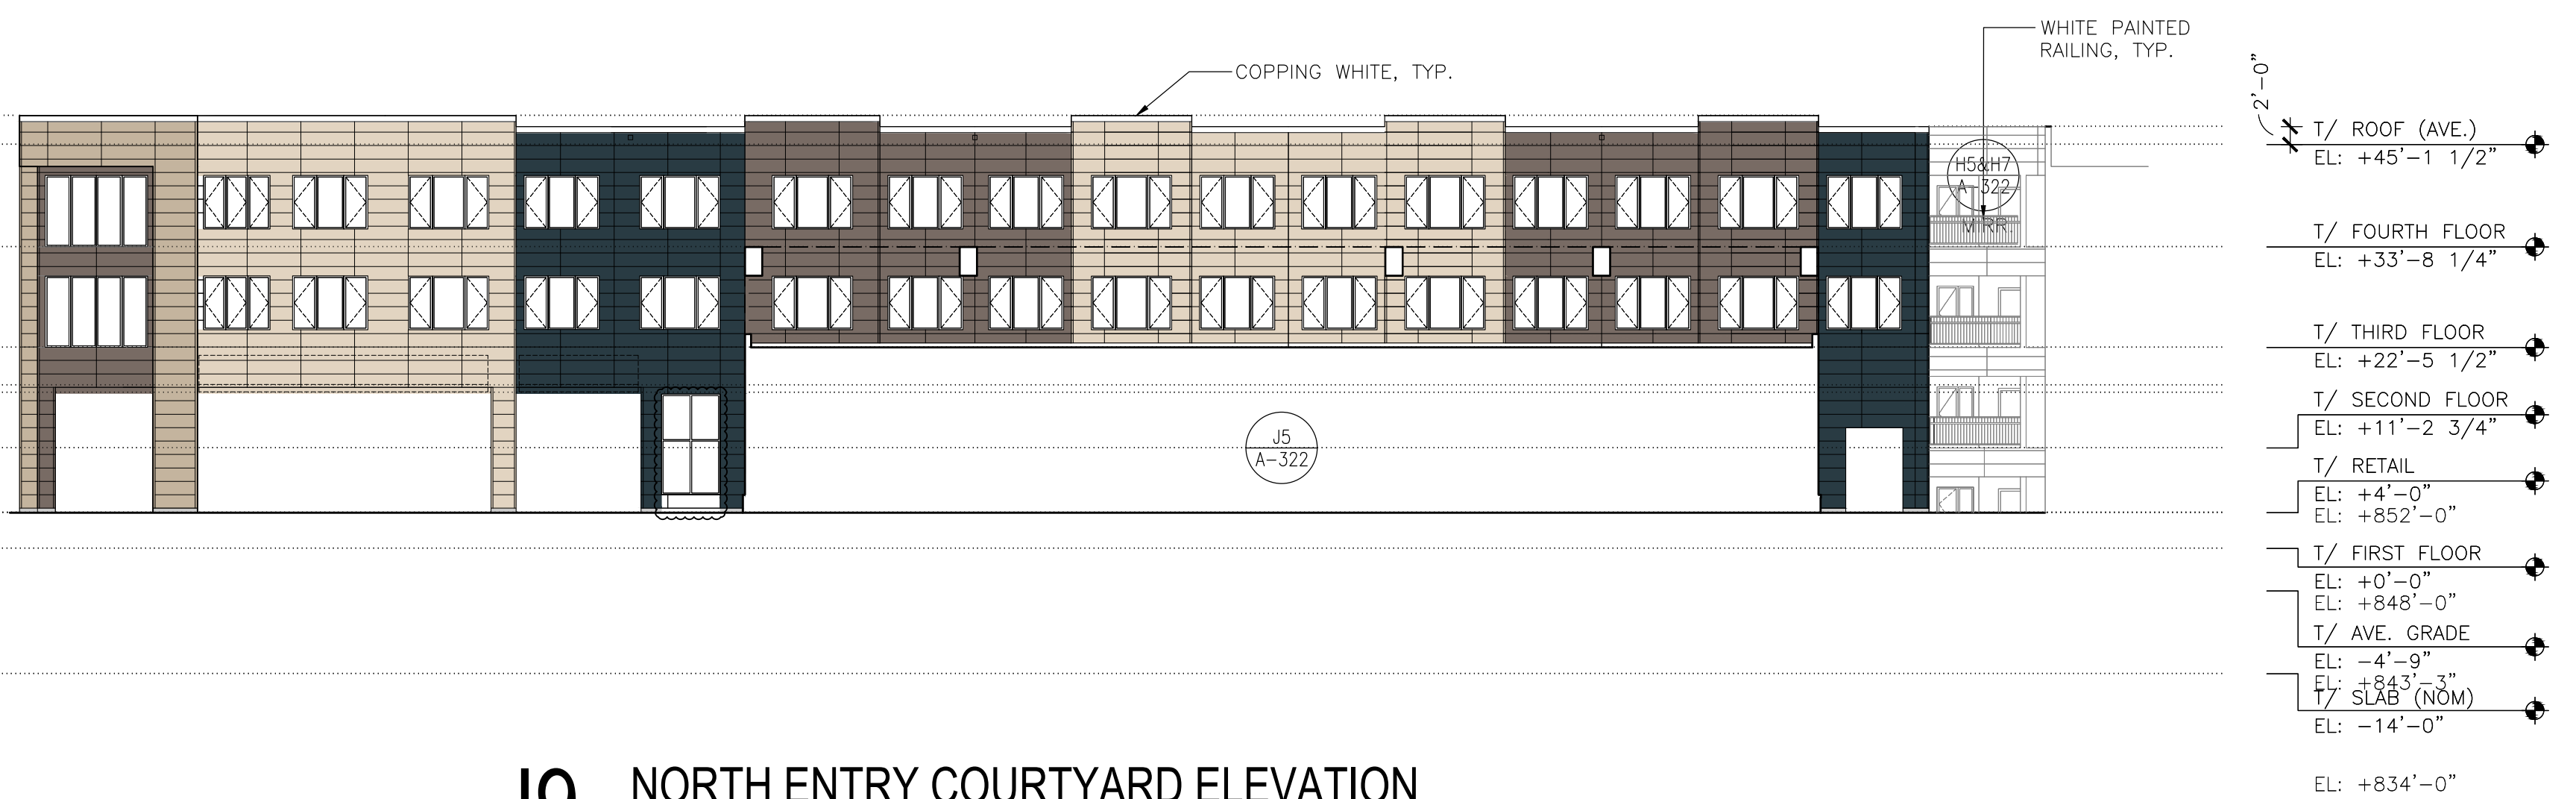 WHITE PAINTED
RAILING, TYP.
COPPING WHITE, TYP.
2'-0"
H5&H7
A-322
MIRR.
J5
A-322
T/ ROOF (AVE.)
EL: +45'-1 1/2"
T/ FOURTH FLOOR
EL: +33'-8 1/4"
T/ THIRD FLOOR
EL: +22'-5 1/2"
T/ SECOND FLOOR
EL: +11'-2 3/4"
T/ RETAIL
EL: +4'-0"
EL: +852'-0"
T/ FIRST FLOOR
EL: +0'-0"
EL: +848'-0"
T/ AVE. GRADE
EL: -4'-9"
EL: +843'-3"
T/ SLAB (NOM)
EL: -14'-0"
EL: +834'-0"
NORTH ENTRY COURTYARD ELEVATION